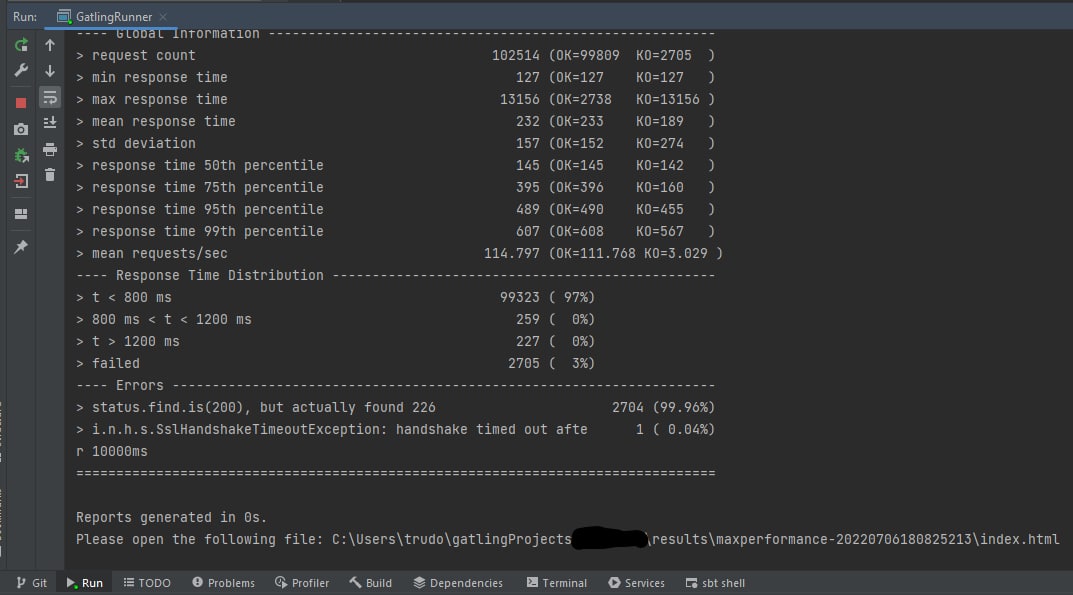 Run: GatlingRunner
---- Global Information --------------------------------------------------------
> request count 102514 (OK=99809 KO=2705 )
> min response time 127 (OK=127 KO=127 )
> max response time 13156 (OK=2738 KO=13156 )
> mean response time 232 (OK=233 KO=189 )
> std deviation 157 (OK=152 KO=274 )
> response time 50th percentile 145 (OK=145 KO=142 )
> response time 75th percentile 395 (OK=396 KO=160 )
> response time 95th percentile 489 (OK=490 KO=455 )
> response time 99th percentile 607 (OK=608 KO=567 )
> mean requests/sec 114.797 (OK=111.768 KO=3.029 )
---- Response Time Distribution ------------------------------------------------
> t < 800 ms 99323 ( 97%)
> 800 ms < t < 1200 ms 259 ( 0%)
> t > 1200 ms 227 ( 0%)
> failed 2705 ( 3%)
---- Errors --------------------------------------------------------------------
> status.find.is(200), but actually found 226 2704 (99.96%)
> i.n.h.s.SslHandshakeTimeoutException: handshake timed out afte 1 ( 0.04%)
r 10000ms
================================================================================
Reports generated in 0s.
Please open the following file: C:\Users\trudo\gatlingProjects \results\maxperformance-20220706180825213\index.html
Git Run TODO Problems Profiler Build Dependencies Terminal Services sbt shell